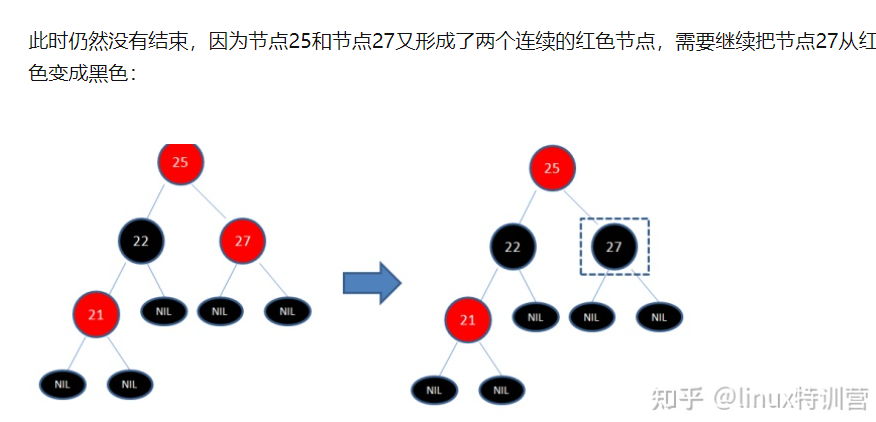 此时仍然没有结束，因为节点25和节点27又形成了两个连续的红色节点，需要继续把节点27从红
色变成黑色：
25 25
22 27 22 27
21 NIL NIL NIL 21 NIL NIL NIL
NIL NIL NIL NIL
知乎 @linux特训营